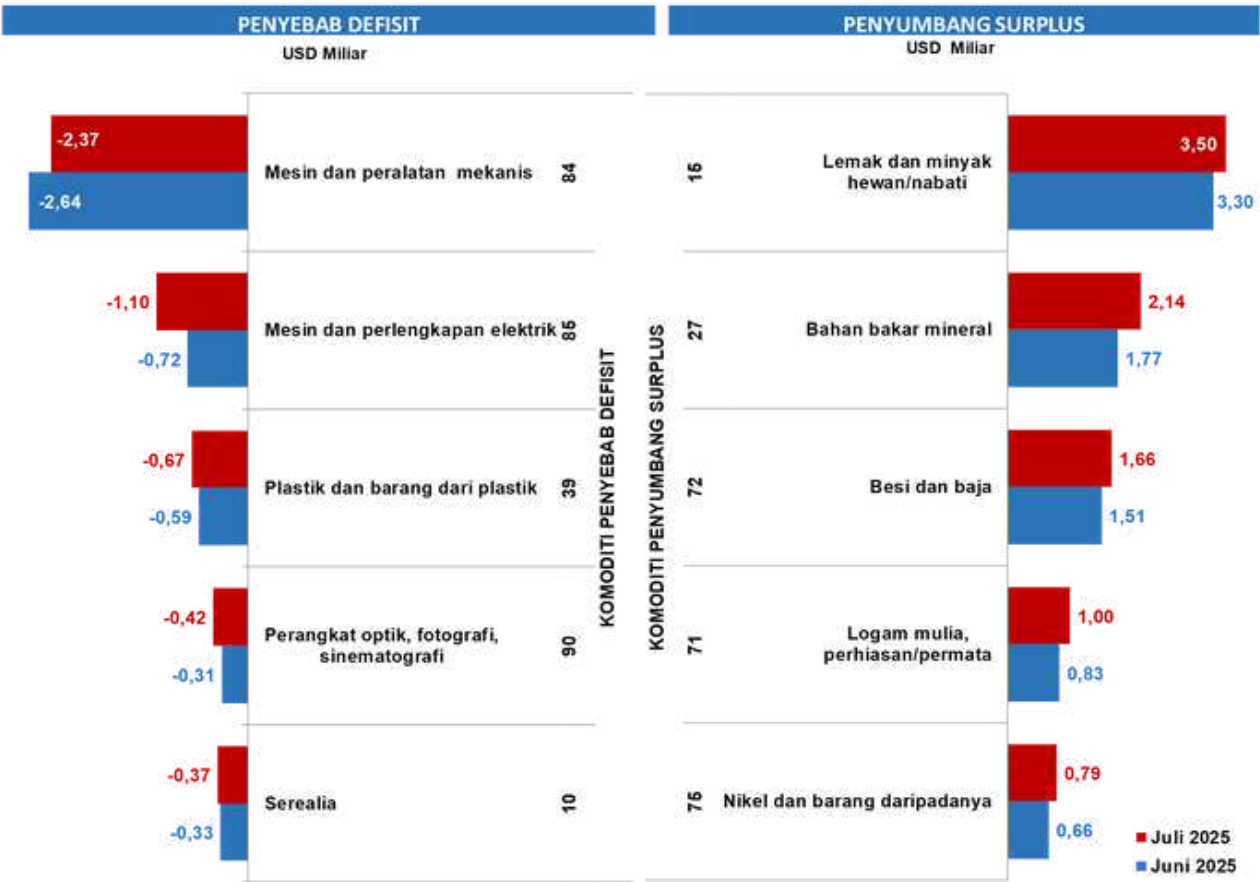 PENYEBAB DEFISIT
USD Miliar
-2,37
-2,64
Mesin dan peralatan mekanis
84
-1,10
-0,72
Mesin dan perlengkapan elektrik
85
-0,67
-0,59
Plastik dan barang dari plastik
39
-0,42
-0,31
Perangkat optik, fotografi,
sinematografi
90
-0,37
-0,33
Serealia
10
KOMODITI PENYEBAB DEFISIT
PENYUMBANG SURPLUS
USD Miliar
KOMODITI PENYUMBANG SURPLUS
15
Lemak dan minyak
hewan/nabati
3,50
3,30
27
Bahan bakar mineral
2,14
1,77
72
Besi dan baja
1,66
1,51
71
Logam mulia,
perhiasan/permata
1,00
0,83
75
Nikel dan barang daripadanya
0,79
0,66
Juli 2025
Juni 2025